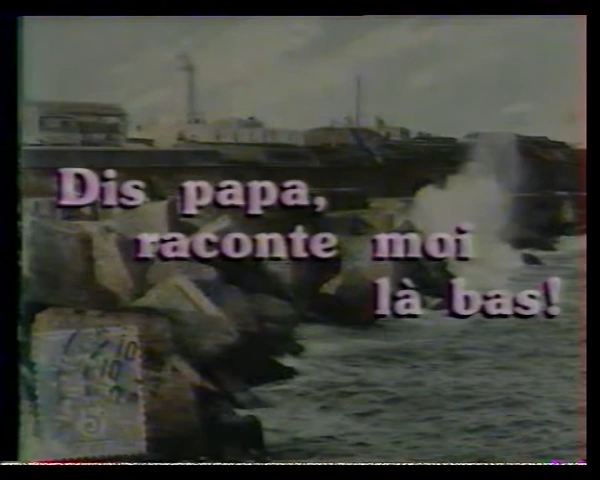 Dis papa,
raconte moi
là bas!